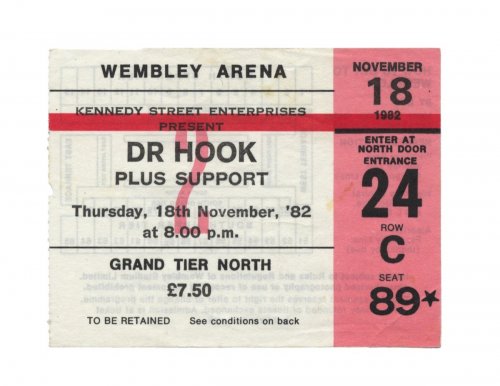 WEMBLEY ARENA
KENNEDY STREET ENTERPRISES
PRESENT
DR HOOK
PLUS SUPPORT
Thursday, 18th November, '82
at 8.00 p.m.
GRAND TIER NORTH
£7.50
TO BE RETAINED See conditions on back
NOVEMBER
18
1982
ENTER AT
NORTH DOOR
ENTRANCE
24
ROW
C
SEAT
89★